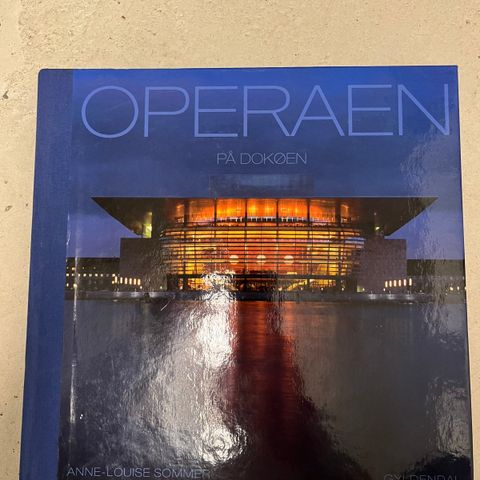 OPERAEN
PÅ DOKØEN
ANNE-LOUISE SOMMER
GYLDENDAL